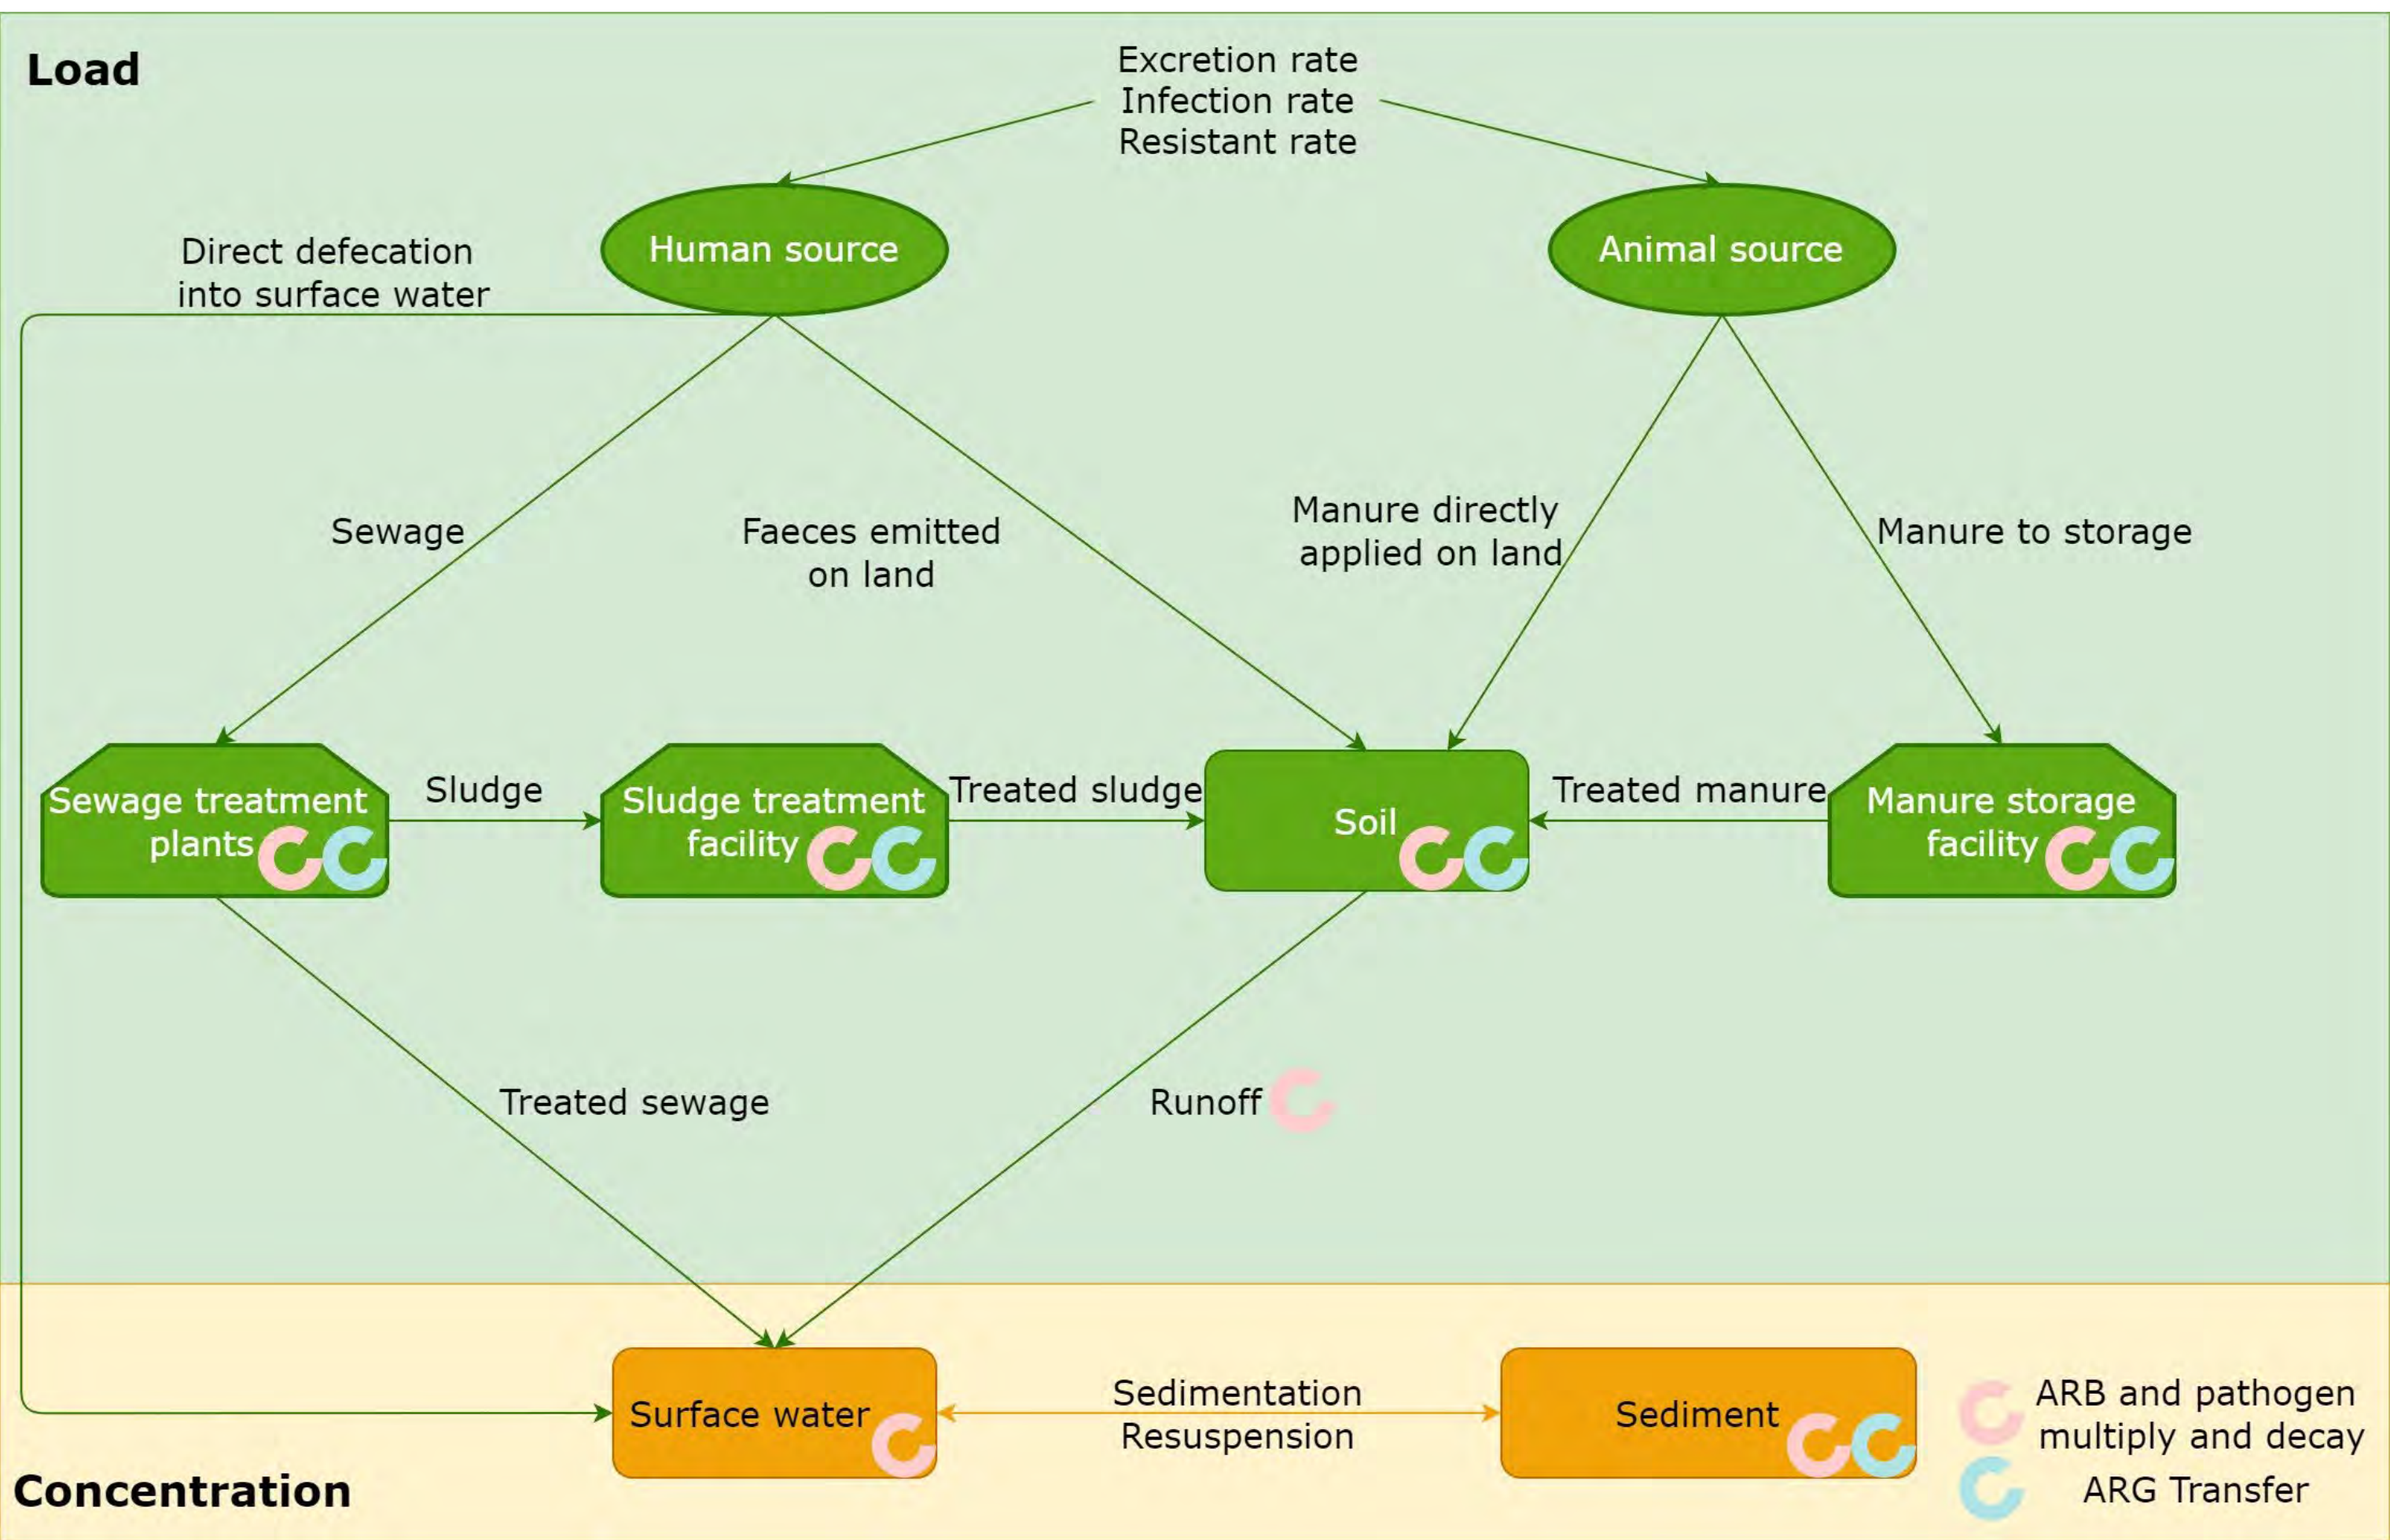 Load
Excretion rate
Infection rate
Resistant rate
Human source
Animal source
Direct defecation
into surface water
Sewage
Faeces emitted
on land
Manure directly
applied on land
Manure to storage
Sewage treatment
plants
Sludge
Sludge treatment
facility
Treated sludge
Soil
Treated manure
Manure storage
facility
Treated sewage
Runoff
Surface water
Sedimentation
Resuspension
Sediment
ARB and pathogen
multiply and decay
ARG Transfer
Concentration